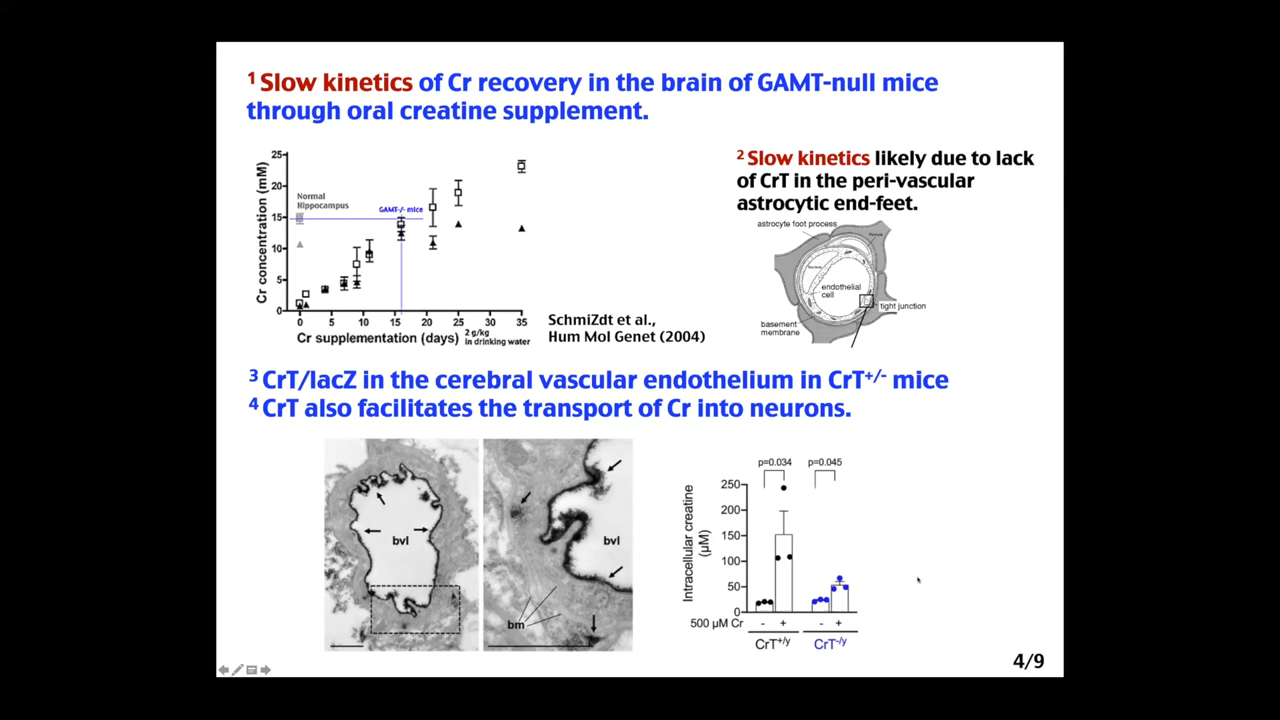 1 Slow kinetics of Cr recovery in the brain of GAMT-null mice
through oral creatine supplement.
25
20
15
10
5
0
Cr concentration (mM)
Normal
Hippocampus
GAMT-/- mice
0 5 10 15 20 25 30 35
Cr supplementation (days)
2 g/kg
in drinking water
SchmiZdt et al.,
Hum Mol Genet (2004)
2 Slow kinetics likely due to lack
of CrT in the peri-vascular
astrocytic end-feet.
astrocyte foot process
Pericyte
Nucleus
endothelial
cell
tight junction
basement
membrane
3 CrT/lacZ in the cerebral vascular endothelium in CrT+/- mice
4 CrT also facilitates the transport of Cr into neurons.
bvl
bvl
bm
p=0.034 p=0.045
250
200
150
100
50
0
Intracellular creatine
(µM)
500 µM Cr - + - +
CrT+/y CrT-/y
4/9